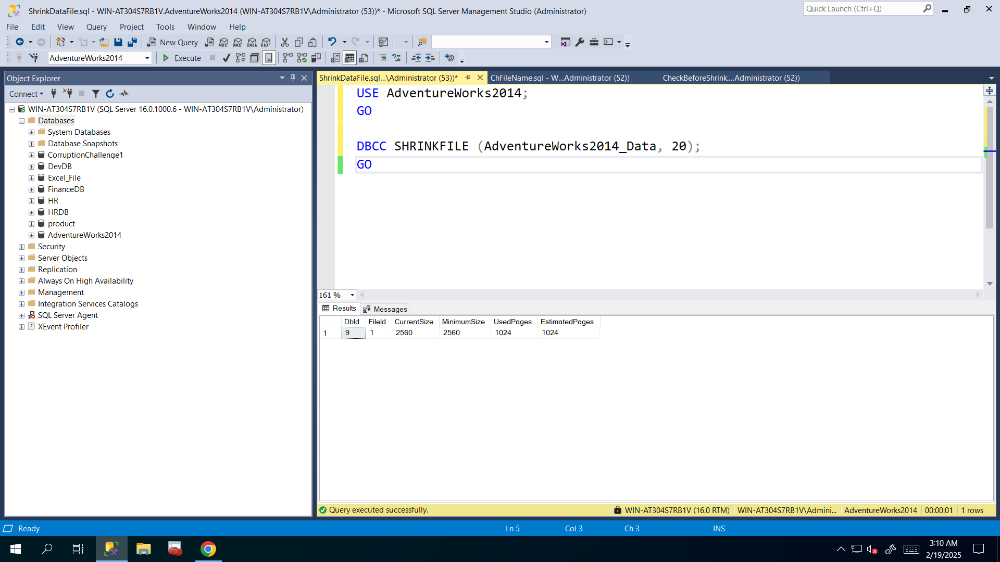 ShrinkDataFile.sql - WIN-AT304S7RB1V.AdventureWorks2014 (WIN-AT304S7RB1V\Administrator (53))* - Microsoft SQL Server Management Studio (Administrator)
Quick Launch (Ctrl+Q)
File Edit View Query Project Tools Window Help
New Query MDX DMX XMLA DAX
AdventureWorks2014 Execute
Object Explorer
Connect
WIN-AT304S7RB1V (SQL Server 16.0.1000.6 - WIN-AT304S7RB1V\Administrator)
Databases
System Databases
Database Snapshots
CorruptionChallenge1
DevDB
Excel_File
FinanceDB
HR
HRDB
product
AdventureWorks2014
Security
Server Objects
Replication
Always On High Availability
Management
Integration Services Catalogs
SQL Server Agent
XEvent Profiler
ShrinkDataFile.sql...\Administrator (53))* ChFileName.sql - W...Administrator (52)) CheckBeforeShrink....Administrator (52))
USE AdventureWorks2014;
GO
DBCC SHRINKFILE (AdventureWorks2014_Data, 20);
GO
161 %
Results Messages
DbId FileId CurrentSize MinimumSize UsedPages EstimatedPages
1 9 1 2560 2560 1024 1024
Query executed successfully. WIN-AT304S7RB1V (16.0 RTM) WIN-AT304S7RB1V\Admini... AdventureWorks2014 00:00:01 1 rows
Ready Ln 5 Col 3 Ch 3 INS
3:10 AM
2/19/2025